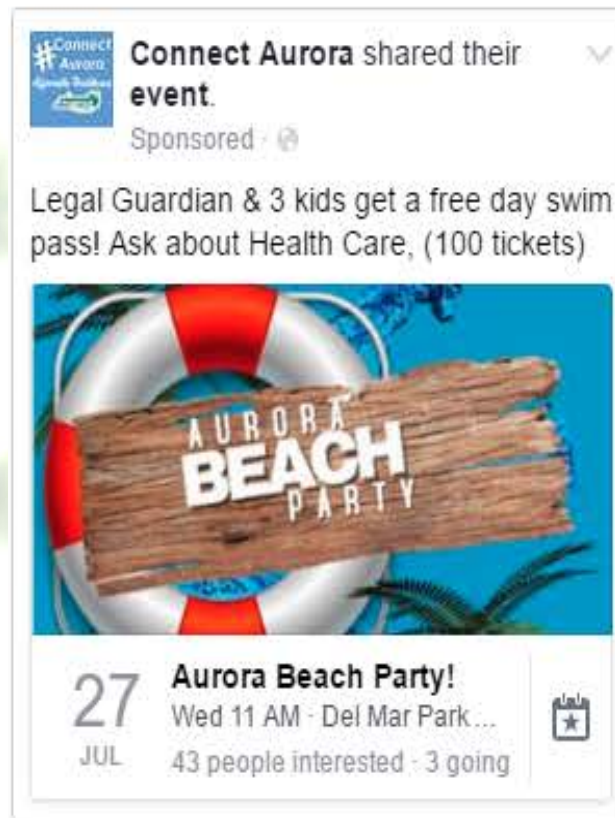 #Connect
Aurora
Connect Aurora shared their
event.
Sponsored ·
Legal Guardian & 3 kids get a free day swim
pass! Ask about Health Care, (100 tickets)
AURORA
BEACH
PARTY
27
JUL
Aurora Beach Party!
Wed 11 AM · Del Mar Park ...
43 people interested · 3 going